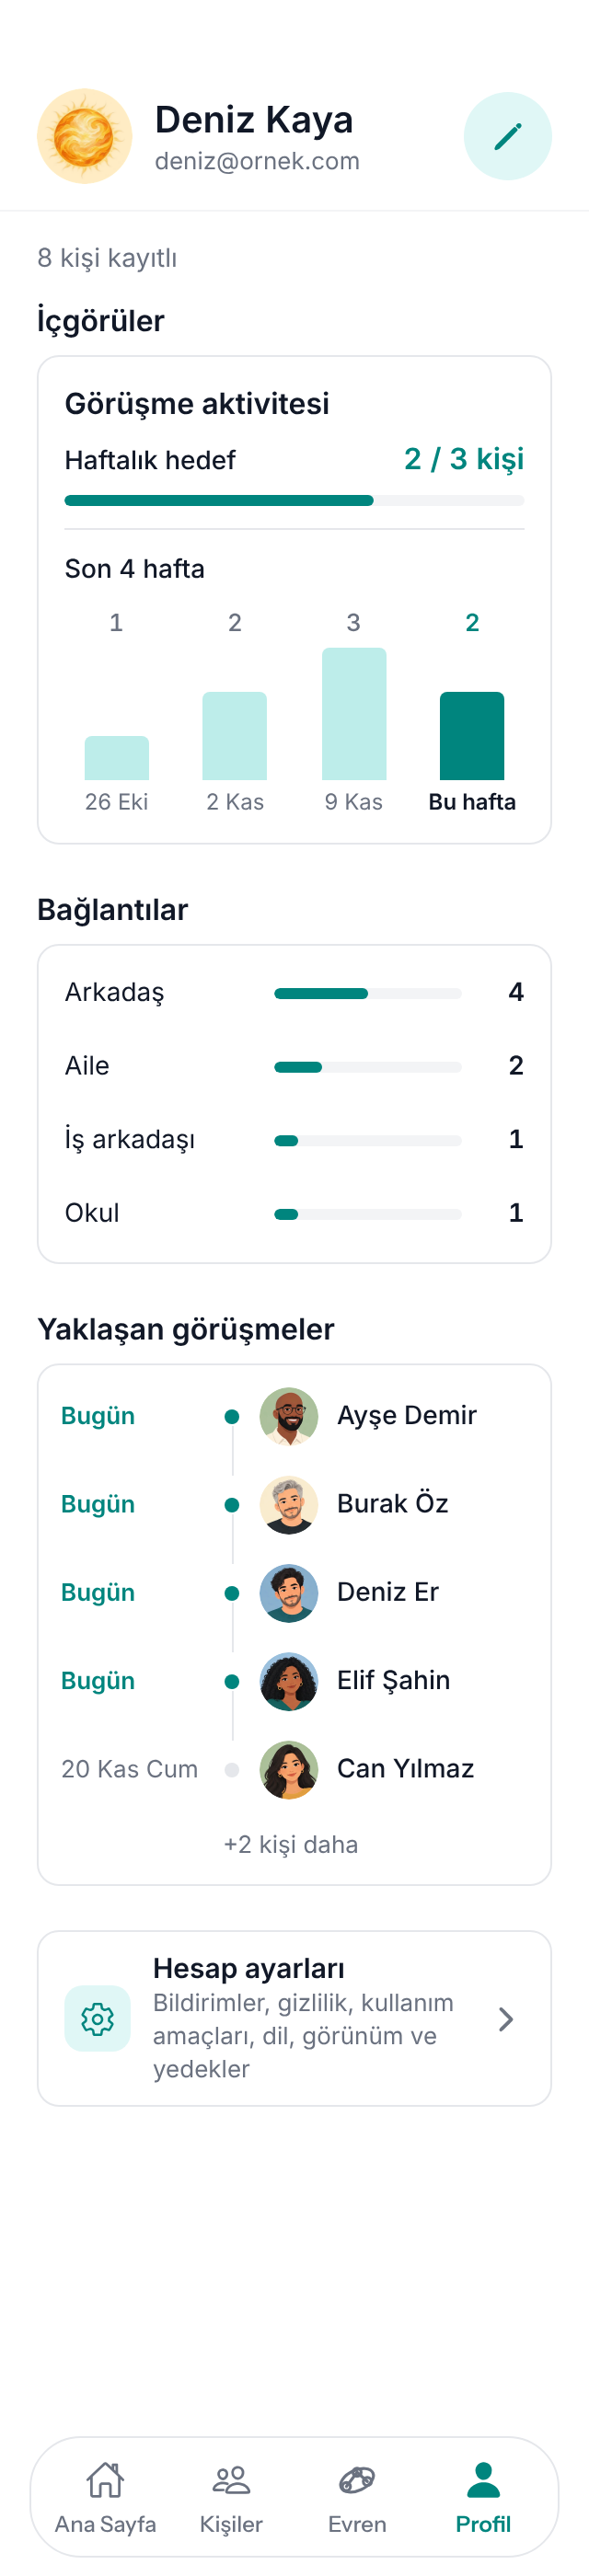 Deniz Kaya
deniz@ornek.com
8 kişi kayıtlı
İçgörüler
Görüşme aktivitesi
Haftalık hedef 2 / 3 kişi
Son 4 hafta
1 2 3 2
26 Eki 2 Kas 9 Kas Bu hafta
Bağlantılar
Arkadaş 4
Aile 2
İş arkadaşı 1
Okul 1
Yaklaşan görüşmeler
Bugün Ayşe Demir
Bugün Burak Öz
Bugün Deniz Er
Bugün Elif Şahin
20 Kas Cum Can Yılmaz
+2 kişi daha
Hesap ayarları
Bildirimler, gizlilik, kullanım
amaçları, dil, görünüm ve
yedekler
Ana Sayfa Kişiler Evren Profil